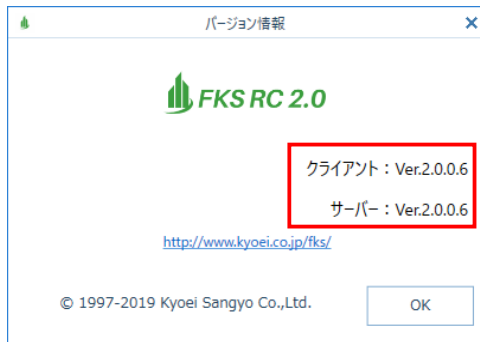 バージョン情報
FKS RC 2.0
クライアント：Ver.2.0.0.6
サーバー：Ver.2.0.0.6
http://www.kyoei.co.jp/fks/
© 1997-2019 Kyoei Sangyo Co.,Ltd.
OK